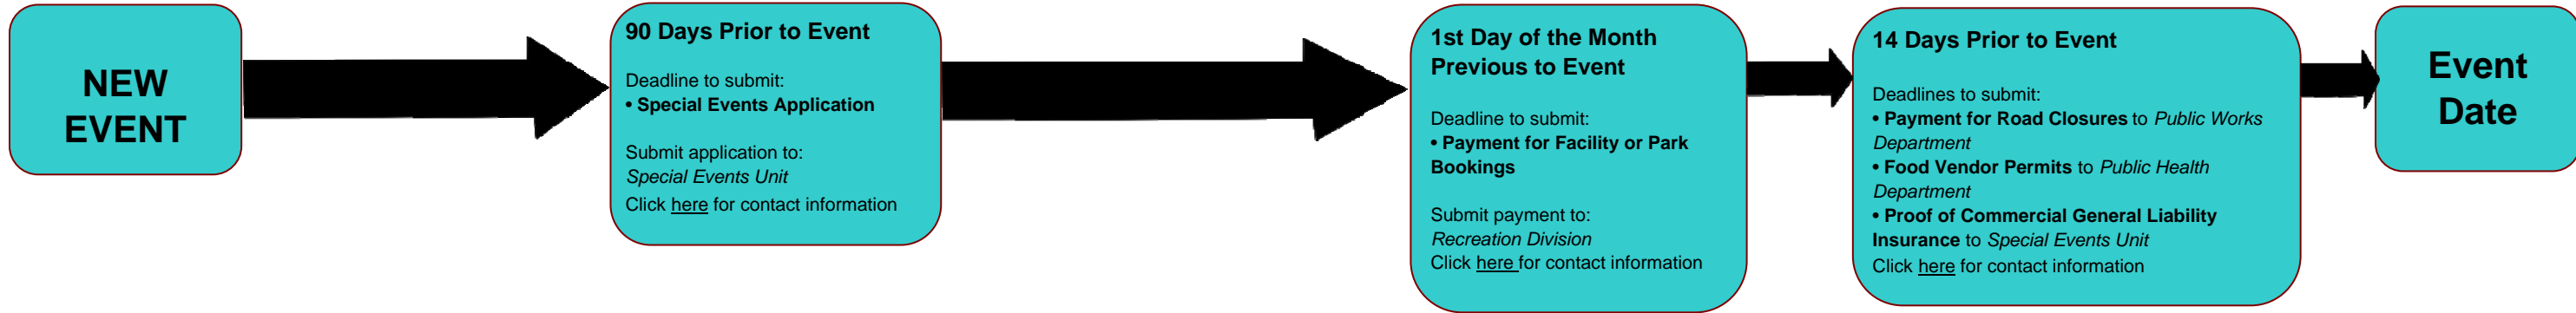 NEW
EVENT
90 Days Prior to Event
Deadline to submit:
• Special Events Application
Submit application to:
Special Events Unit
Click here for contact information
1st Day of the Month
Previous to Event
Deadline to submit:
• Payment for Facility or Park
Bookings
Submit payment to:
Recreation Division
Click here for contact information
14 Days Prior to Event
Deadlines to submit:
• Payment for Road Closures to Public Works
Department
• Food Vendor Permits to Public Health
Department
• Proof of Commercial General Liability
Insurance to Special Events Unit
Click here for contact information
Event
Date